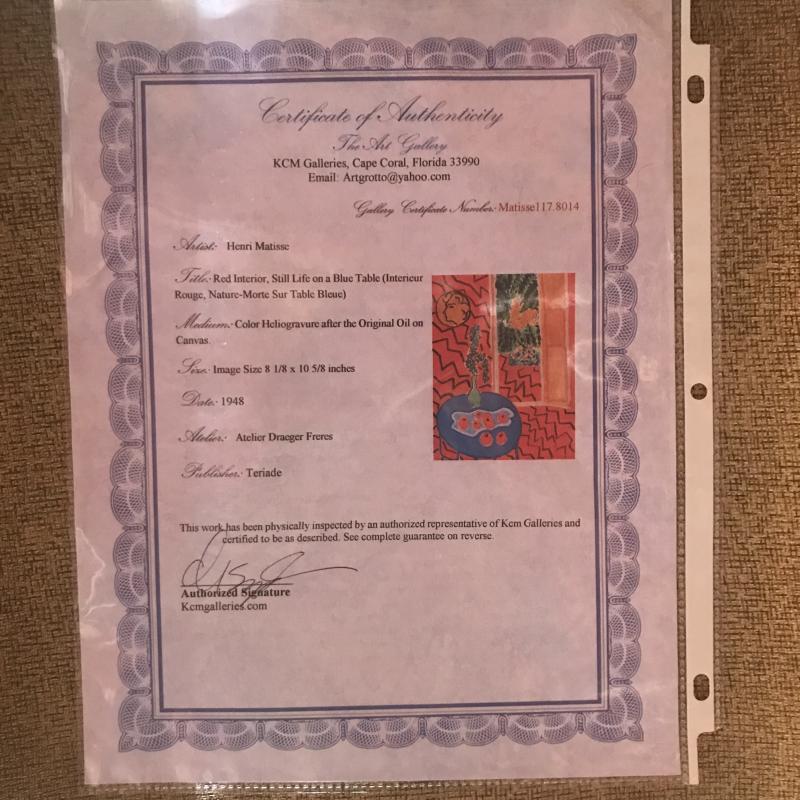 Certificate of Authenticity
The Art Gallery
KCM Galleries, Cape Coral, Florida 33990
Email: Artgrotto@yahoo.com
Gallery Certificate Number: Matisse117.8014
Artist: Henri Matisse
Title: Red Interior, Still Life on a Blue Table (Interieur
Rouge, Nature-Morte Sur Table Bleue)
Medium: Color Heliogravure after the Original Oil on
Canvas.
Size: Image Size 8 1/8 x 10 5/8 inches
Date: 1948
Atelier: Atelier Draeger Freres
Publisher: Teriade
This work has been physically inspected by an authorized representative of Kcm Galleries and
certified to be as described. See complete guarantee on reverse.
Authorized Signature
Kcmgalleries.com